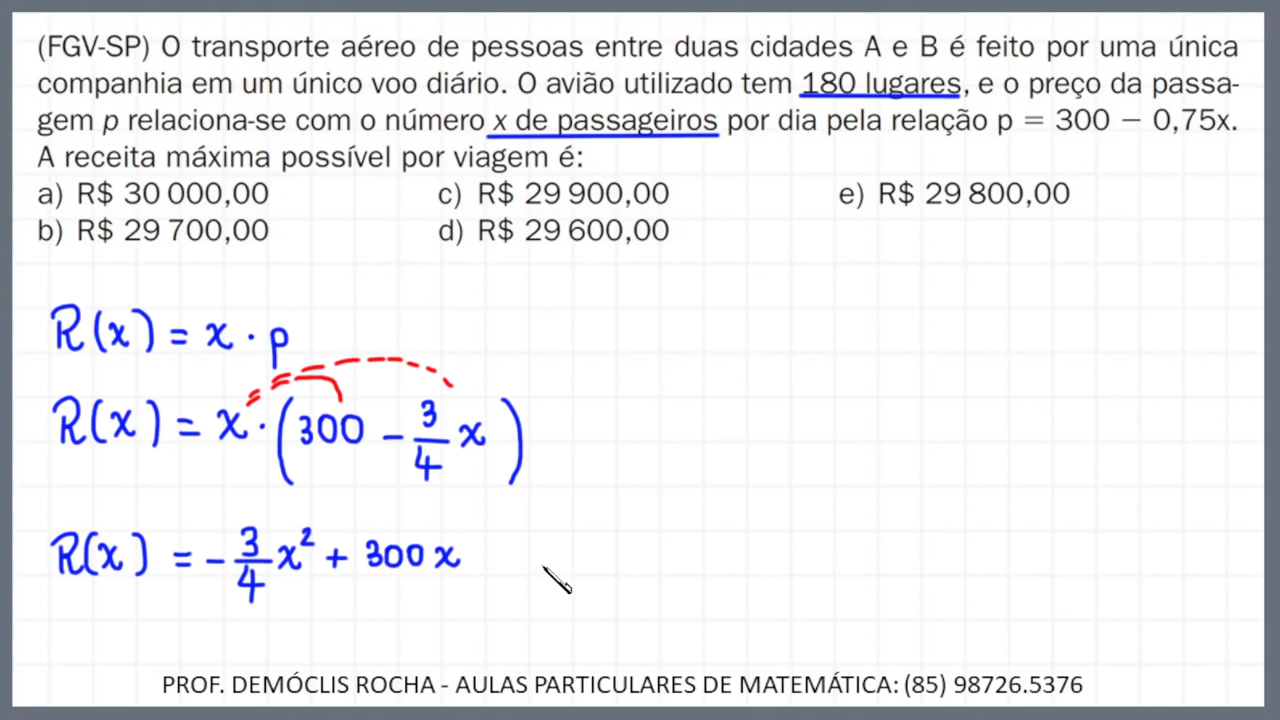 (FGV-SP) O transporte aéreo de pessoas entre duas cidades A e B é feito por uma única
companhia em um único voo diário. O avião utilizado tem 180 lugares, e o preço da passa-
gem p relaciona-se com o número x de passageiros por dia pela relação p = 300 – 0,75x.
A receita máxima possível por viagem é:
a) R$ 30 000,00 c) R$ 29 900,00 e) R$ 29 800,00
b) R$ 29 700,00 d) R$ 29 600,00
R(x) = x · p
R(x) = x · (300 - 3/4 x)
R(x) = - 3/4 x² + 300 x
PROF. DEMÓCLIS ROCHA - AULAS PARTICULARES DE MATEMÁTICA: (85) 98726.5376